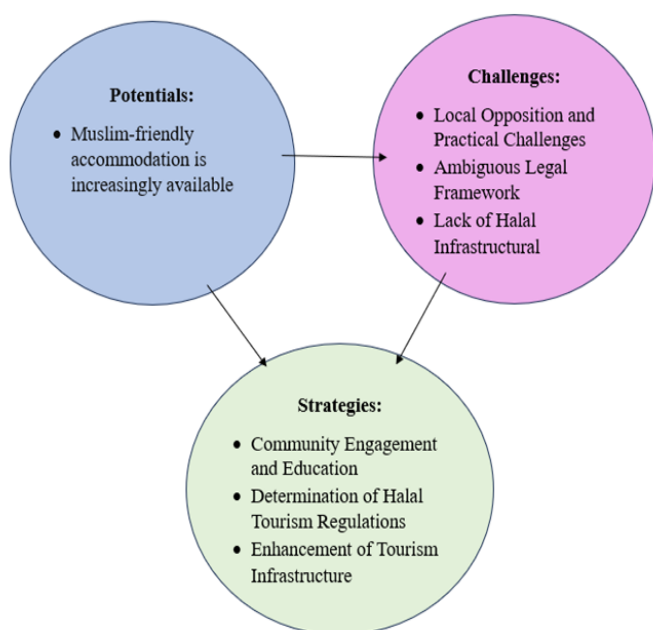 Potentials:
• Muslim-friendly
accommodation is
increasingly available
Challenges:
• Local Opposition and
Practical Challenges
• Ambiguous Legal
Framework
• Lack of Halal
Infrastructural
Strategies:
• Community Engagement
and Education
• Determination of Halal
Tourism Regulations
• Enhancement of Tourism
Infrastructure